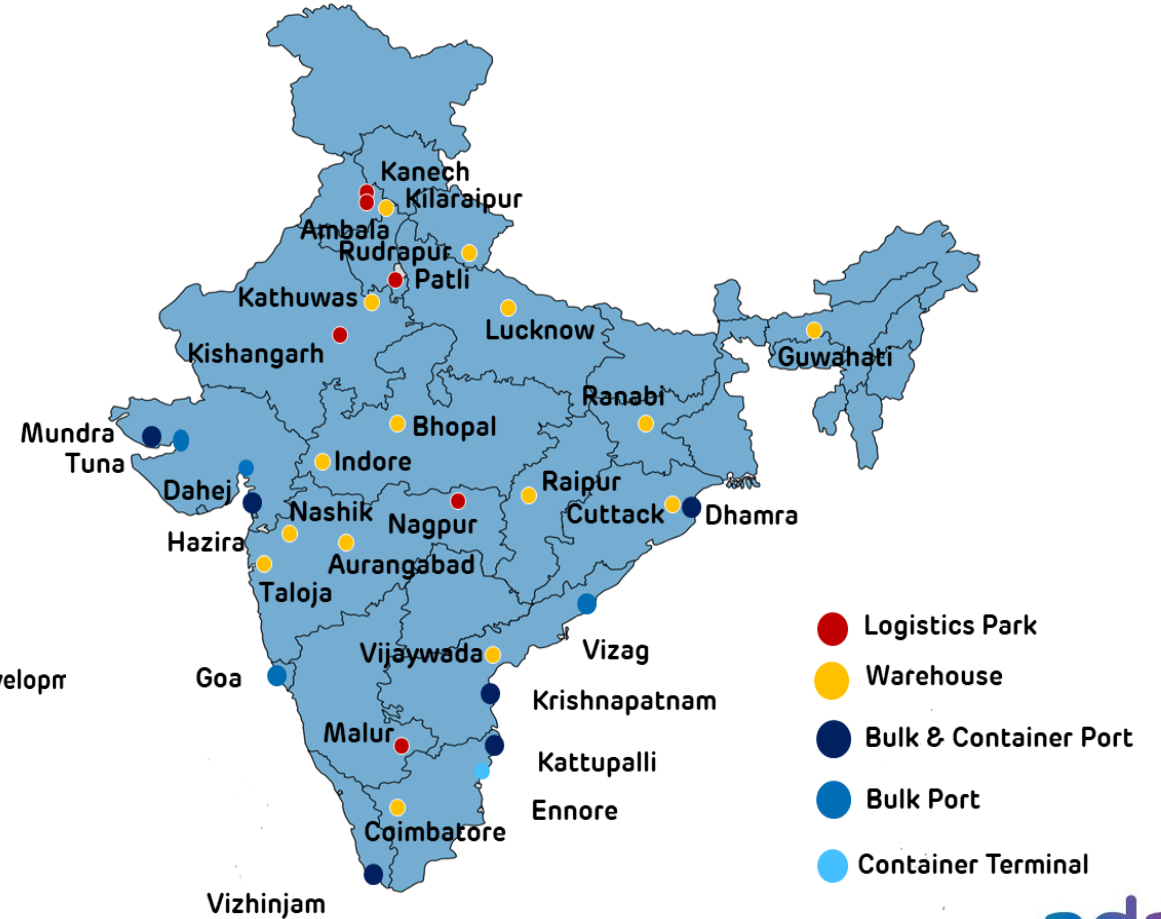 Kanech
Kilaraipur
Ambala
Rudrapur
Patli
Kathuwas
Lucknow
Kishangarh
Guwahati
Ranabi
Mundra
Bhopal
Tuna
Indore
Dahej
Raipur
Nashik
Nagpur
Cuttack
Dhamra
Hazira
Aurangabad
Taloja
Logistics Park
Vijaywada
Vizag
Goa
velopm
Warehouse
Krishnapatnam
Malur
Bulk & Container Port
Kattupalli
Bulk Port
Ennore
Coimbatore
Container Terminal
Vizhinjam